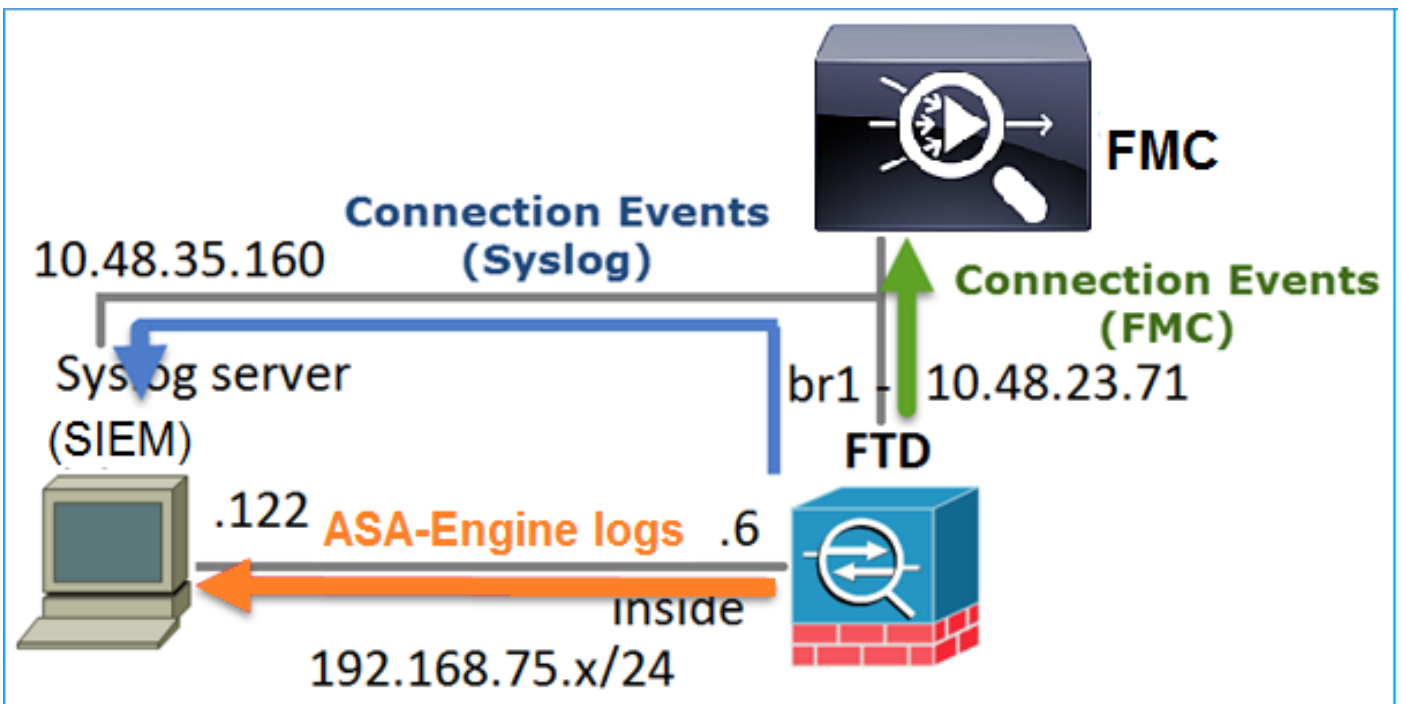 FMC
Connection Events
(Syslog)
10.48.35.160
Connection Events
(FMC)
Syslog server
(SIEM)
br1 - 10.48.23.71
FTD
.122
ASA-Engine logs
.6
inside
192.168.75.x/24